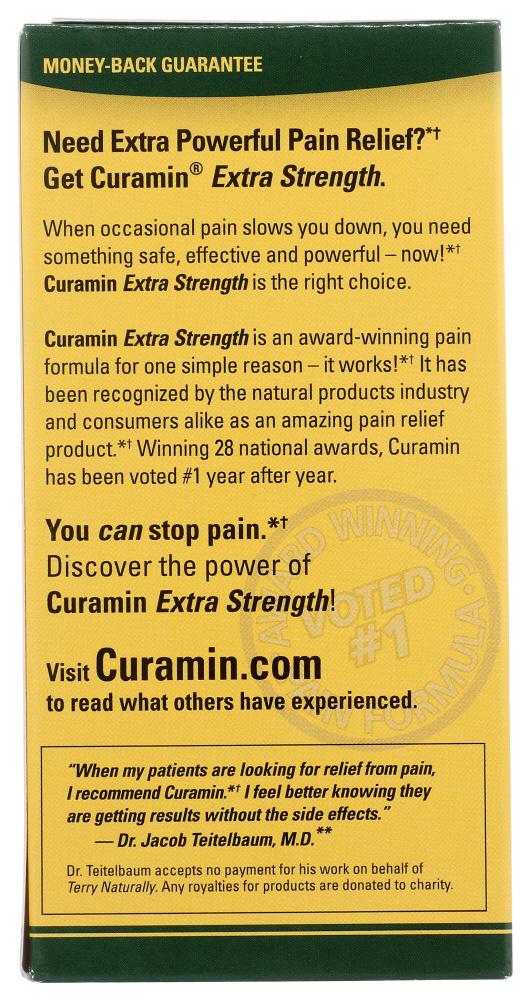 MONEY-BACK GUARANTEE
Need Extra Powerful Pain Relief?*†
Get Curamin® Extra Strength.
When occasional pain slows you down, you need
something safe, effective and powerful – now!*†
Curamin Extra Strength is the right choice.
Curamin Extra Strength is an award-winning pain
formula for one simple reason – it works!*† It has
been recognized by the natural products industry
and consumers alike as an amazing pain relief
product.*† Winning 28 national awards, Curamin
has been voted #1 year after year.
You can stop pain.*†
Discover the power of
Curamin Extra Strength!
AWARD WINNING
VOTED
#1
PAIN FORMULA
Visit Curamin.com
to read what others have experienced.
“When my patients are looking for relief from pain,
I recommend Curamin.*† I feel better knowing they
are getting results without the side effects.”
— Dr. Jacob Teitelbaum, M.D.**
Dr. Teitelbaum accepts no payment for his work on behalf of
Terry Naturally. Any royalties for products are donated to charity.